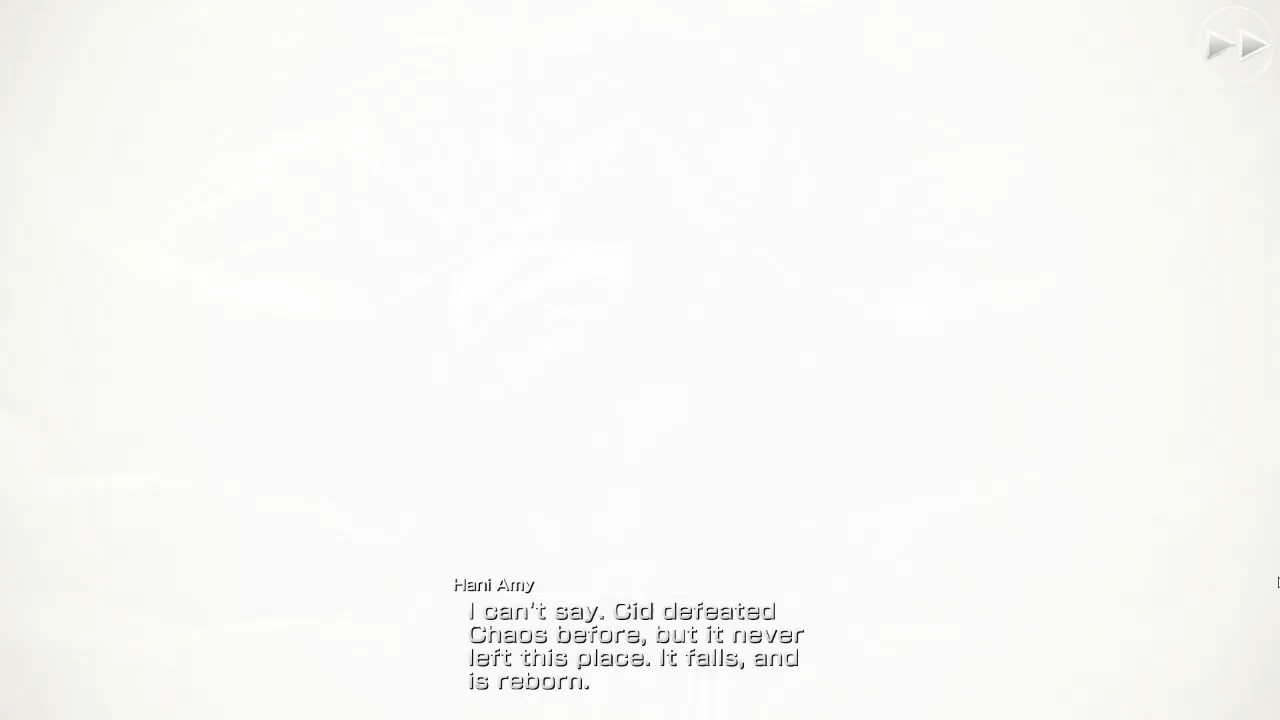 Hani Amy
I can't say. Cid defeated
Chaos before, but it never
left this place. It falls, and
is reborn.